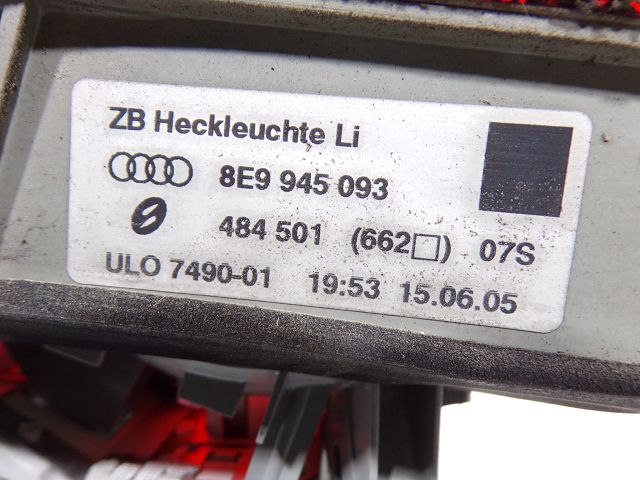 ZB Heckleuchte Li
8E9 945 093
484 501 (662□) 07S
ULO 7490-01 19:53 15.06.05